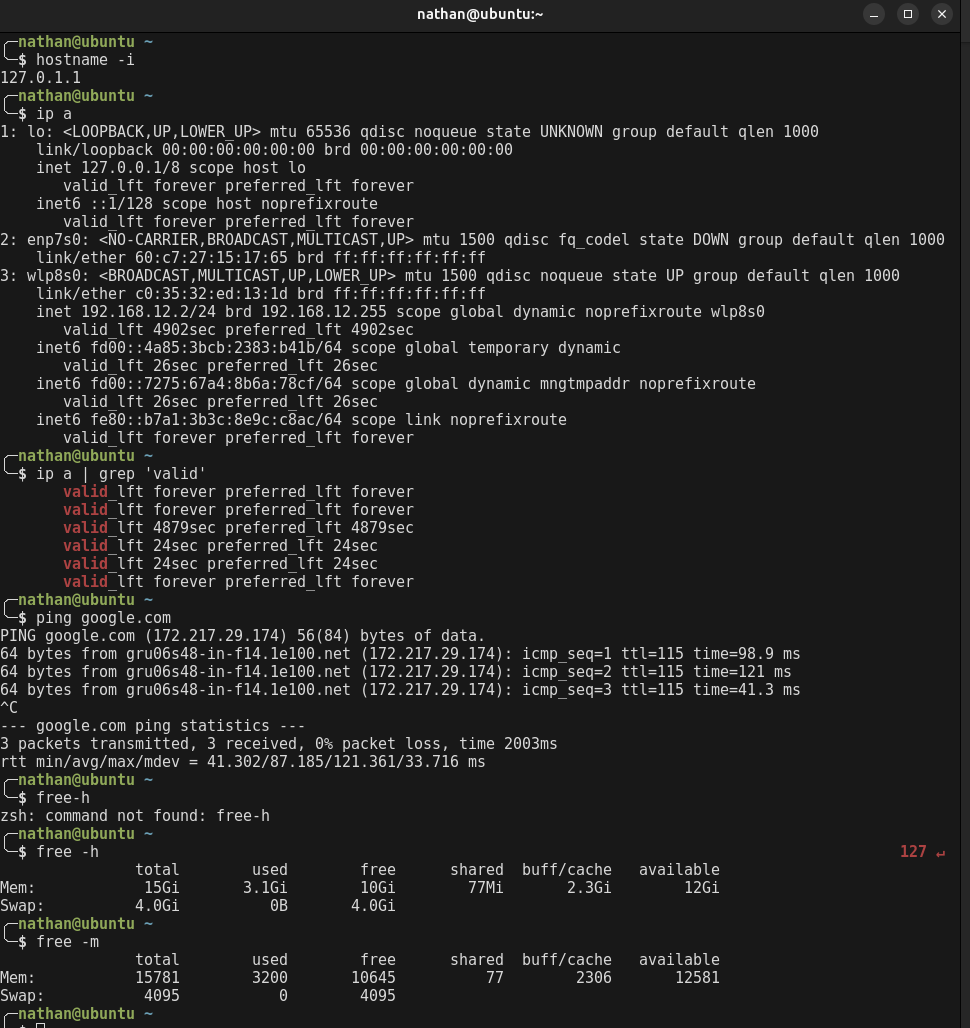 nathan@ubuntu:~
nathan@ubuntu ~
$ hostname -i
127.0.1.1
nathan@ubuntu ~
$ ip a
1: lo: <LOOPBACK,UP,LOWER_UP> mtu 65536 qdisc noqueue state UNKNOWN group default qlen 1000
    link/loopback 00:00:00:00:00:00 brd 00:00:00:00:00:00
    inet 127.0.0.1/8 scope host lo
       valid_lft forever preferred_lft forever
    inet6 ::1/128 scope host noprefixroute
       valid_lft forever preferred_lft forever
2: enp7s0: <NO-CARRIER,BROADCAST,MULTICAST,UP> mtu 1500 qdisc fq_codel state DOWN group default qlen 1000
    link/ether 60:c7:27:15:17:65 brd ff:ff:ff:ff:ff:ff
3: wlp8s0: <BROADCAST,MULTICAST,UP,LOWER_UP> mtu 1500 qdisc noqueue state UP group default qlen 1000
    link/ether c0:35:32:ed:13:1d brd ff:ff:ff:ff:ff:ff
    inet 192.168.12.2/24 brd 192.168.12.255 scope global dynamic noprefixroute wlp8s0
       valid_lft 4902sec preferred_lft 4902sec
    inet6 fd00::4a85:3bcb:2383:b41b/64 scope global temporary dynamic
       valid_lft 26sec preferred_lft 26sec
    inet6 fd00::7275:67a4:8b6a:78cf/64 scope global dynamic mngtmpaddr noprefixroute
       valid_lft 26sec preferred_lft 26sec
    inet6 fe80::b7a1:3b3c:8e9c:c8ac/64 scope link noprefixroute
       valid_lft forever preferred_lft forever
nathan@ubuntu ~
$ ip a | grep 'valid'
       valid_lft forever preferred_lft forever
       valid_lft forever preferred_lft forever
       valid_lft 4879sec preferred_lft 4879sec
       valid_lft 24sec preferred_lft 24sec
       valid_lft 24sec preferred_lft 24sec
       valid_lft forever preferred_lft forever
nathan@ubuntu ~
$ ping google.com
PING google.com (172.217.29.174) 56(84) bytes of data.
64 bytes from gru06s48-in-f14.1e100.net (172.217.29.174): icmp_seq=1 ttl=115 time=98.9 ms
64 bytes from gru06s48-in-f14.1e100.net (172.217.29.174): icmp_seq=2 ttl=115 time=121 ms
64 bytes from gru06s48-in-f14.1e100.net (172.217.29.174): icmp_seq=3 ttl=115 time=41.3 ms
^C
--- google.com ping statistics ---
3 packets transmitted, 3 received, 0% packet loss, time 2003ms
rtt min/avg/max/mdev = 41.302/87.185/121.361/33.716 ms
nathan@ubuntu ~
$ free-h
zsh: command not found: free-h
nathan@ubuntu ~
$ free -h 127 ↵
total used free shared buff/cache available
Mem: 15Gi 3.1Gi 10Gi 77Mi 2.3Gi 12Gi
Swap: 4.0Gi 0B 4.0Gi
nathan@ubuntu ~
$ free -m
total used free shared buff/cache available
Mem: 15781 3200 10645 77 2306 12581
Swap: 4095 0 4095
nathan@ubuntu ~
$